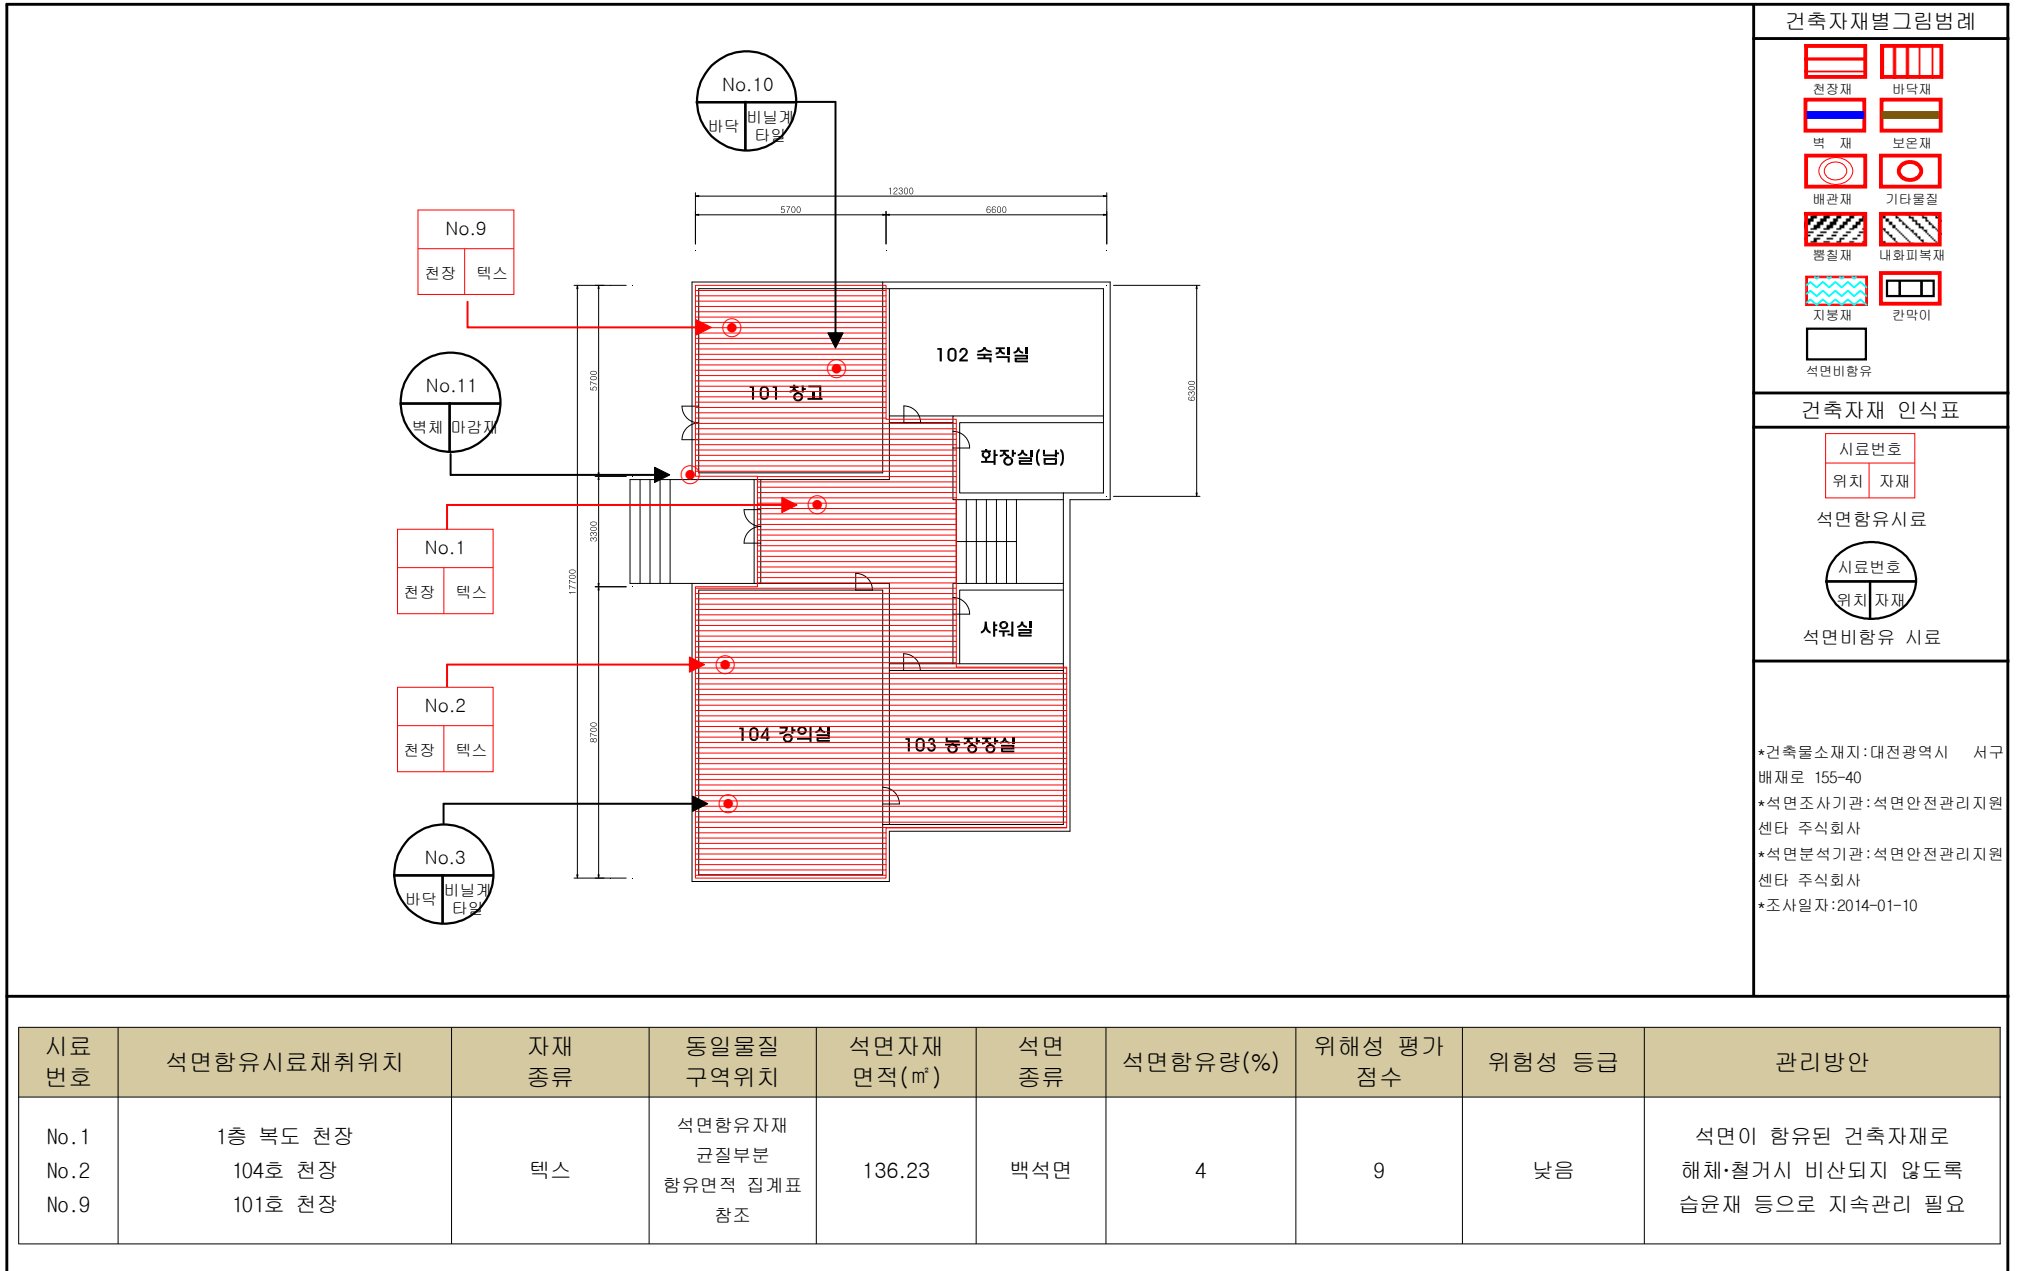 No.10
바닥 비닐계
타일
12300
5700 6600
No.9
천장 텍스
102 숙직실
101 창고
5700
6300
No.11
벽체 마감재
화장실(남)
No.1
천장 텍스
3300
17700
샤워실
No.2
천장 텍스
104 강의실
103 농장장실
8700
No.3
바닥 비닐계
타일
건축자재별그림범례
천장재 바닥재
벽 재 보온재
배관재 기타물질
뿜칠재 내화피복재
지붕재 칸막이
석면비함유
건축자재 인식표
시료번호
위치 자재
석면함유시료
시료번호
위치 자재
석면비함유 시료
*건축물소재지:대전광역시 서구
배재로 155-40
*석면조사기관:석면안전관리지원
센타 주식회사
*석면분석기관:석면안전관리지원
센타 주식회사
*조사일자:2014-01-10
시료
번호
석면함유시료채취위치
자재
종류
동일물질
구역위치
석면자재
면적(㎡)
석면
종류
석면함유량(%)
위해성 평가
점수
위험성 등급
관리방안
No.1
No.2
No.9
1층 복도 천장
104호 천장
101호 천장
텍스
석면함유자재
균질부분
함유면적 집계표
참조
136.23
백석면
4
9
낮음
석면이 함유된 건축자재로
해체·철거시 비산되지 않도록
습윤재 등으로 지속관리 필요